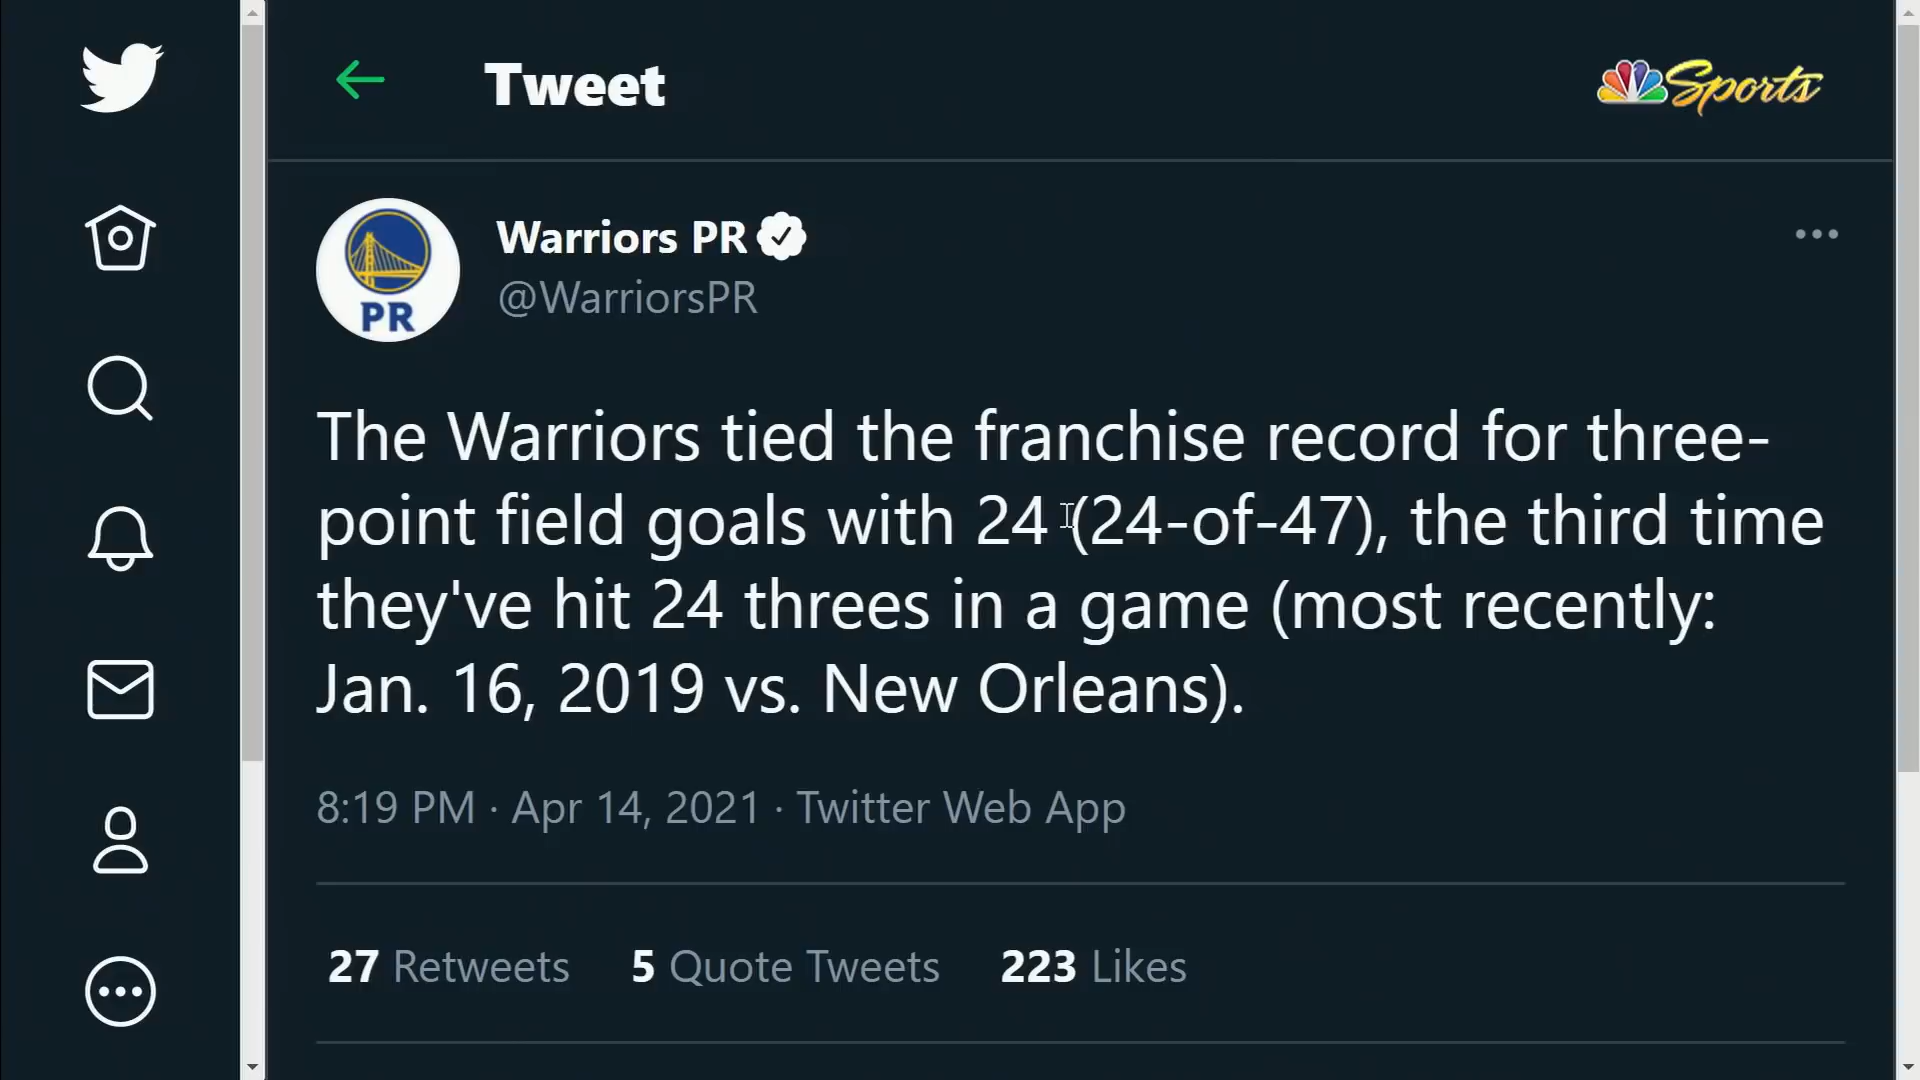 Tweet
Sports
Warriors PR
@WarriorsPR
PR
The Warriors tied the franchise record for three-
point field goals with 24 (24-of-47), the third time
they've hit 24 threes in a game (most recently:
Jan. 16, 2019 vs. New Orleans).
8:19 PM · Apr 14, 2021 · Twitter Web App
27 Retweets 5 Quote Tweets 223 Likes